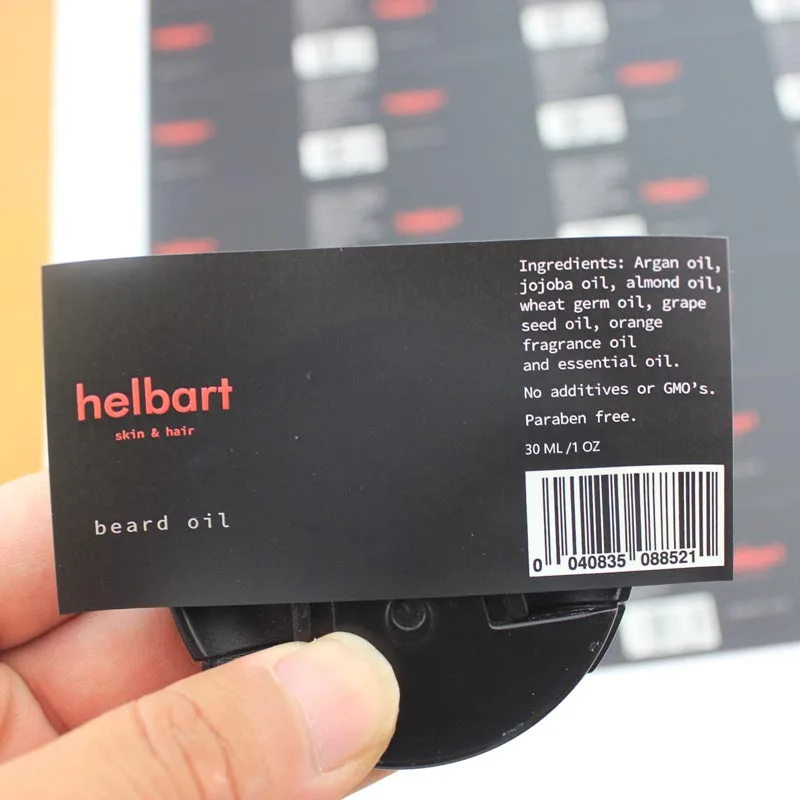 helbart
skin & hair
beard oil
Ingredients: Argan oil,
jojoba oil, almond oil,
wheat germ oil, grape
seed oil, orange
fragrance oil
and essential oil.
No additives or GMO's.
Paraben free.
30 ML /1 OZ
0 040835 088521